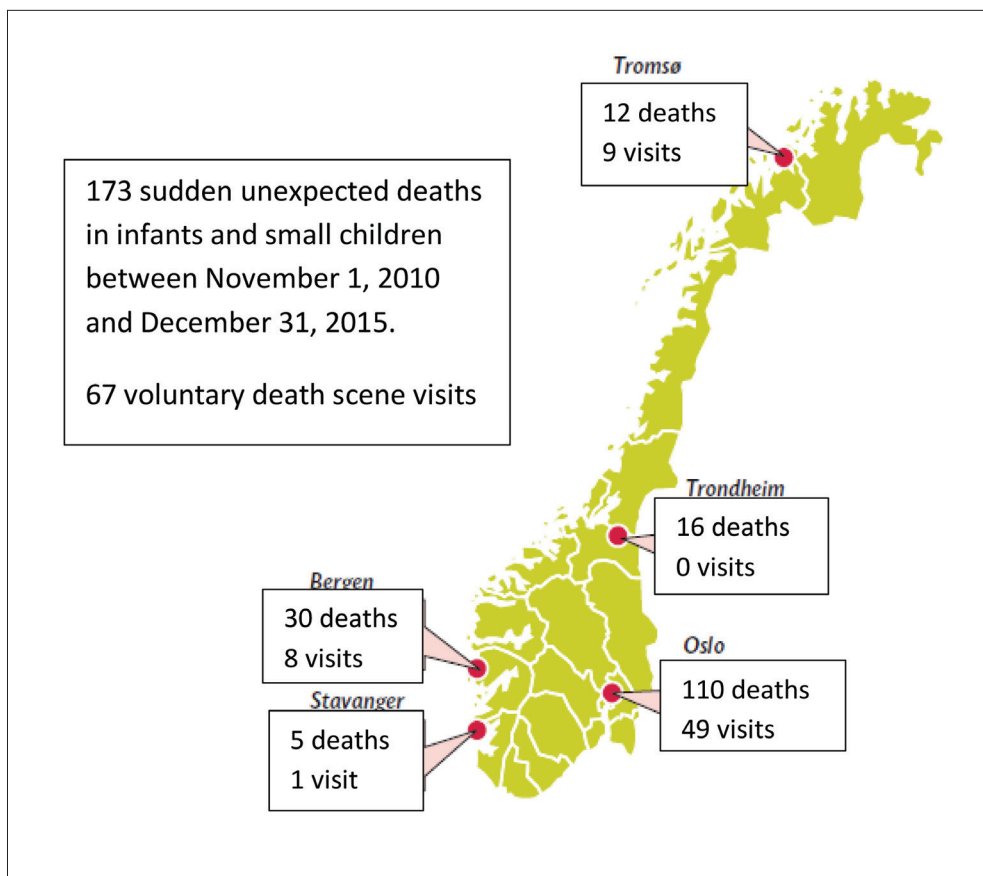 Tromsø
12 deaths
9 visits
173 sudden unexpected deaths
in infants and small children
between November 1, 2010
and December 31, 2015.
67 voluntary death scene visits
Trondheim
16 deaths
0 visits
Bergen
30 deaths
8 visits
Oslo
110 deaths
49 visits
Stavanger
5 deaths
1 visit